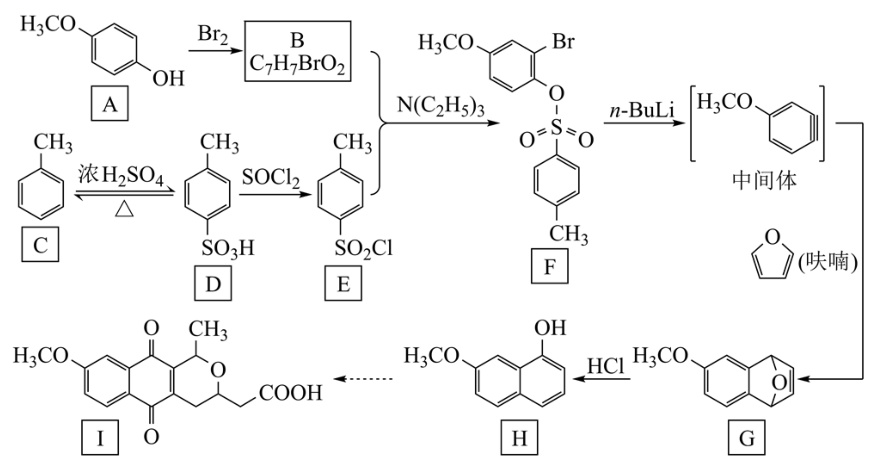 H₃CO
OH
A
Br₂
B
C₇H₇BrO₂
CH₃
C
浓H₂SO₄
△
CH₃
SO₃H
D
SOCl₂
CH₃
SO₂Cl
E
N(C₂H₅)₃
H₃CO
Br
O
O
S
O
CH₃
F
n-BuLi
H₃CO
中间体
O
(呋喃)
H₃CO
O
G
HCl
OH
H₃CO
H
O
CH₃
H₃CO
O
COOH
O
I